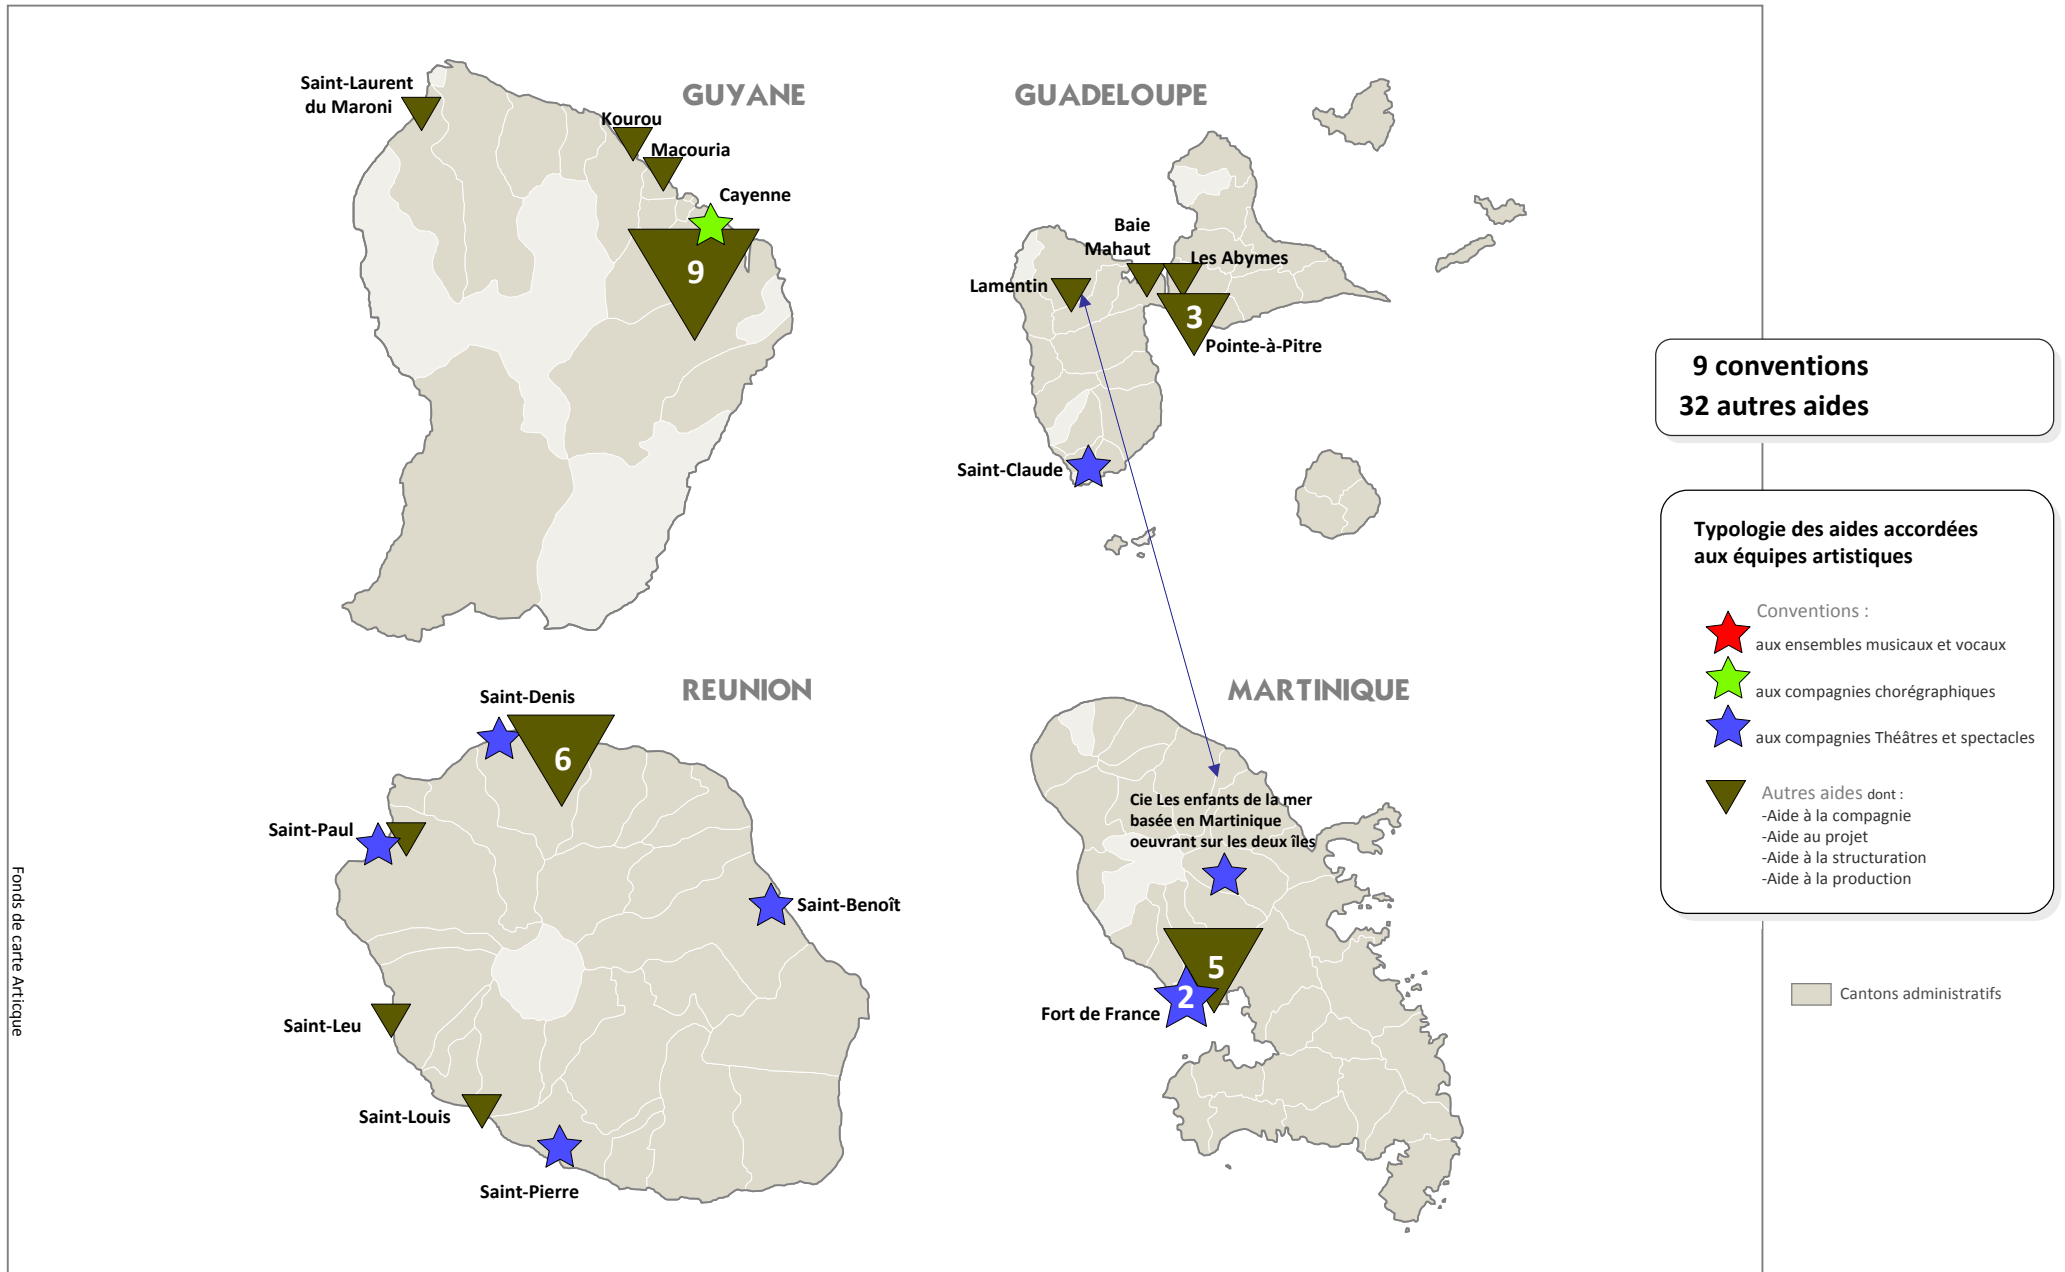 GUYANE
Saint-Laurent
du Maroni
Kourou
Macouria
Cayenne
9
GUADELOUPE
Baie
Mahaut
Les Abymes
Lamentin
3
Pointe-à-Pitre
Saint-Claude
9 conventions
32 autres aides
Typologie des aides accordées
aux équipes artistiques
Conventions :
aux ensembles musicaux et vocaux
aux compagnies chorégraphiques
aux compagnies Théâtres et spectacles
Autres aides dont :
-Aide à la compagnie
-Aide au projet
-Aide à la structuration
-Aide à la production
Cantons administratifs
REUNION
Saint-Denis
6
Saint-Paul
Saint-Benoît
Saint-Leu
Saint-Louis
Saint-Pierre
MARTINIQUE
Cie Les enfants de la mer
basée en Martinique
oeuvrant sur les deux îles
5
2
Fort de France
Fonds de carte Articque